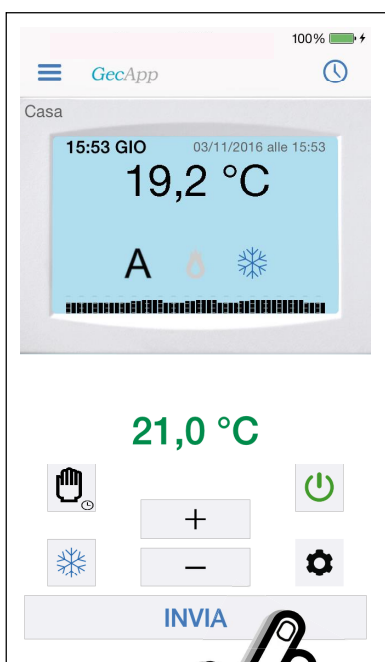 100%
GecApp
Casa
15:53 GIO 03/11/2016 alle 15:53
19,2 °C
A
21,0 °C
+
−
INVIA